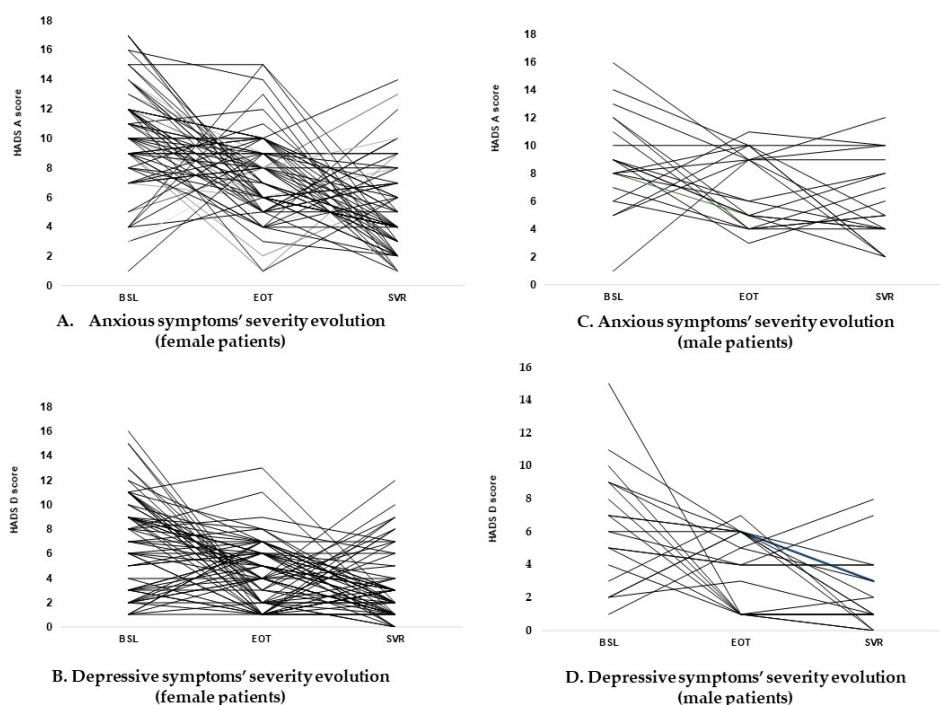 18
16
14
12
10
8
6
4
2
0
HADS A score
BSL EOT SVR
A. Anxious symptoms' severity evolution
(female patients)
18
16
14
12
10
8
6
4
2
0
HADS A score
BSL EOT SVR
C. Anxious symptoms' severity evolution
(male patients)
18
16
14
12
10
8
6
4
2
0
HADS D score
BSL EOT SVR
B. Depressive symptoms' severity evolution
(female patients)
16
14
12
10
8
6
4
2
0
HADS D score
BSL EOT SVR
D. Depressive symptoms' severity evolution
(male patients)